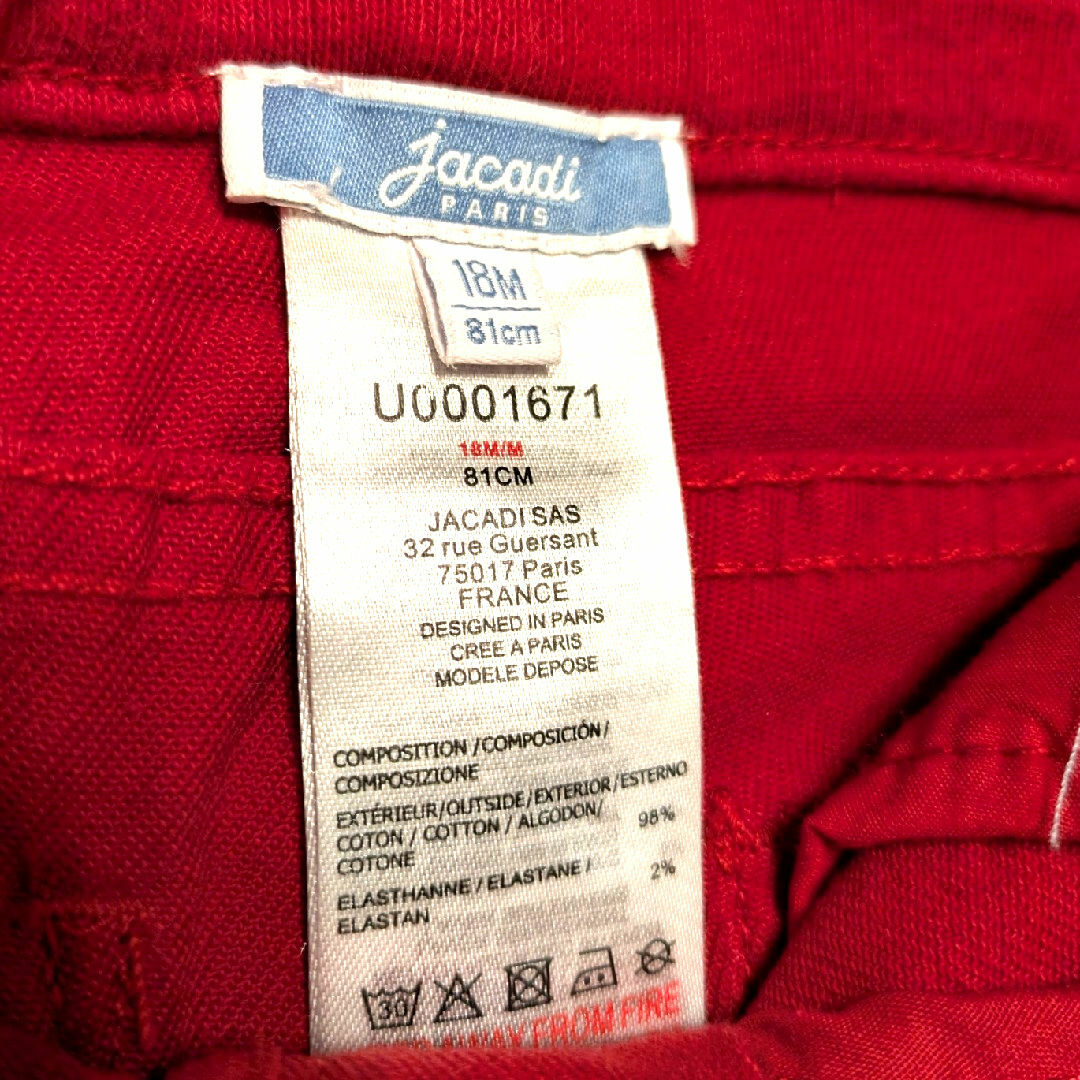 jacadi
PARIS
18M
81cm
U0001671
18M/M
81CM
JACADI SAS
32 rue Guersant
75017 Paris
FRANCE
DESIGNED IN PARIS
CREE A PARIS
MODELE DEPOSE
COMPOSITION / COMPOSICIÓN /
COMPOSIZIONE
EXTÉRIEUR/OUTSIDE/EXTERIOR/ESTERNO
COTON / COTTON / ALGODON/ 98%
COTONE
ELASTHANNE / ELASTANE / 2%
ELASTAN
30
AWAY FROM FIRE